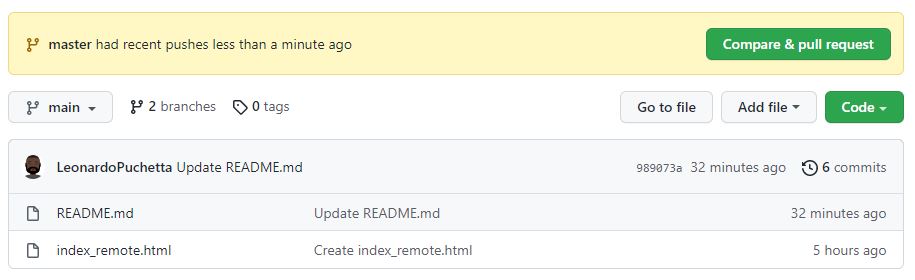 master had recent pushes less than a minute ago Compare & pull request
main 2 branches 0 tags Go to file Add file Code
LeonardoPuchetta Update README.md 989073a 32 minutes ago 6 commits
README.md Update README.md 32 minutes ago
index_remote.html Create index_remote.html 5 hours ago